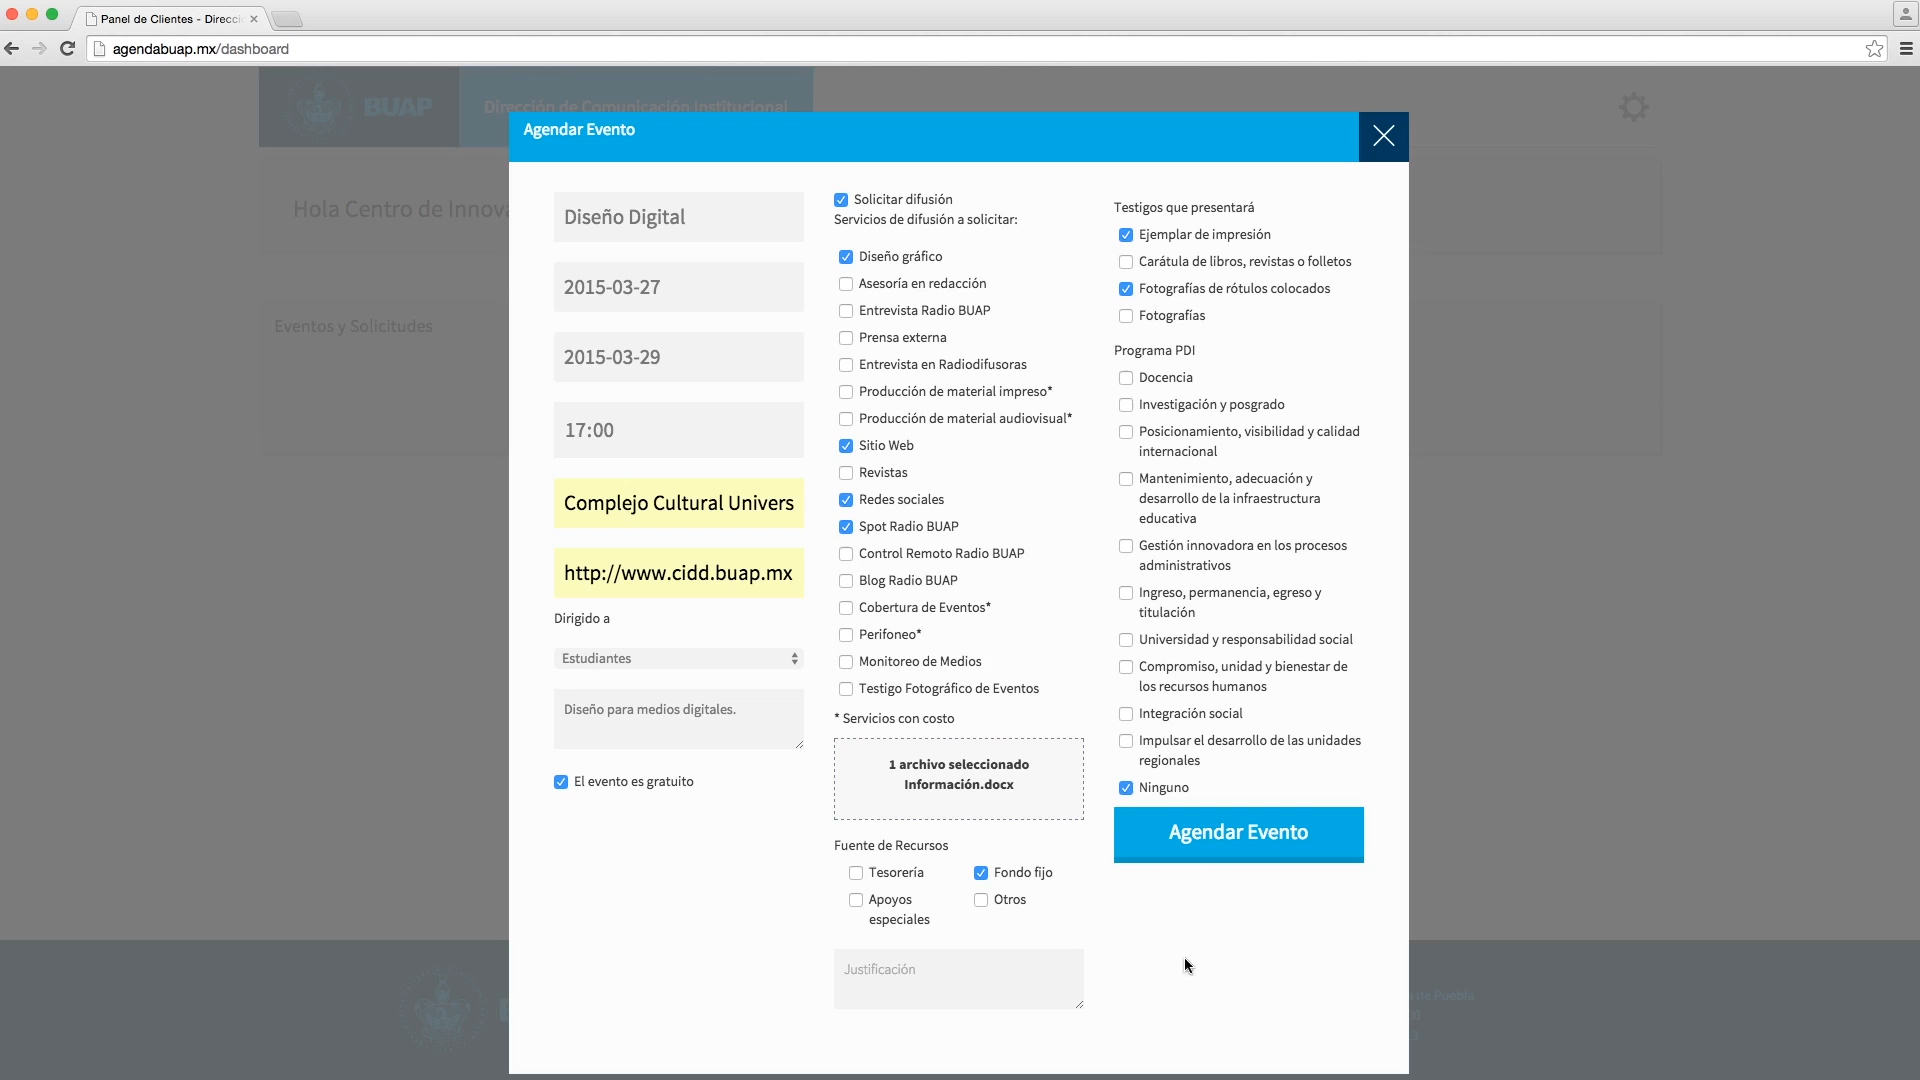 Panel de Clientes - Direcci
agendabuap.mx/dashboard
BUAP
Dirección de Comunicación Institucional
Hola Centro de Innova
Eventos y Solicitudes
Agendar Evento
Diseño Digital
2015-03-27
2015-03-29
17:00
Complejo Cultural Univers
http://www.cidd.buap.mx
Dirigido a
Estudiantes
Diseño para medios digitales.
El evento es gratuito
Solicitar difusión
Servicios de difusión a solicitar:
Diseño gráfico
Asesoría en redacción
Entrevista Radio BUAP
Prensa externa
Entrevista en Radiodifusoras
Producción de material impreso*
Producción de material audiovisual*
Sitio Web
Revistas
Redes sociales
Spot Radio BUAP
Control Remoto Radio BUAP
Blog Radio BUAP
Cobertura de Eventos*
Perifoneo*
Monitoreo de Medios
Testigo Fotográfico de Eventos
* Servicios con costo
1 archivo seleccionado
Información.docx
Fuente de Recursos
Tesorería
Fondo fijo
Apoyos
especiales
Otros
Justificación
Testigos que presentará
Ejemplar de impresión
Carátula de libros, revistas o folletos
Fotografías de rótulos colocados
Fotografías
Programa PDI
Docencia
Investigación y posgrado
Posicionamiento, visibilidad y calidad
internacional
Mantenimiento, adecuación y
desarrollo de la infraestructura
educativa
Gestión innovadora en los procesos
administrativos
Ingreso, permanencia, egreso y
titulación
Universidad y responsabilidad social
Compromiso, unidad y bienestar de
los recursos humanos
Integración social
Impulsar el desarrollo de las unidades
regionales
Ninguno
Agendar Evento
de Puebla